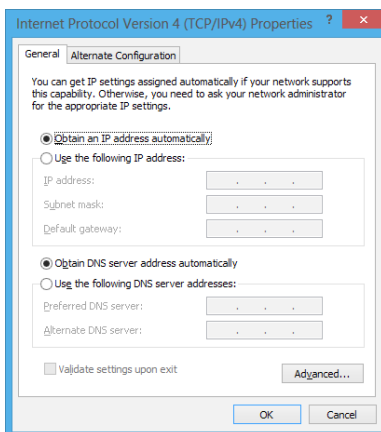 Internet Protocol Version 4 (TCP/IPv4) Properties ? ×
General Alternate Configuration
You can get IP settings assigned automatically if your network supports
this capability. Otherwise, you need to ask your network administrator
for the appropriate IP settings.
Obtain an IP address automatically
Use the following IP address:
IP address: . . .
Subnet mask: . . .
Default gateway: . . .
Obtain DNS server address automatically
Use the following DNS server addresses:
Preferred DNS server: . . .
Alternate DNS server: . . .
Validate settings upon exit
Advanced...
OK Cancel